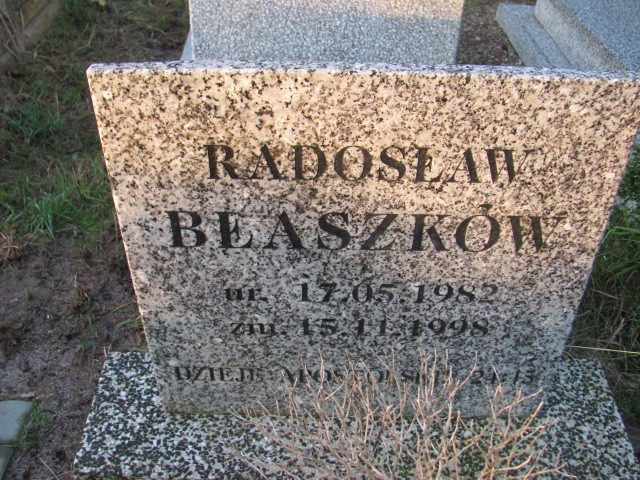 RADOSŁAW
BŁASZKÓW
ur. 17.05.1982
zm. 15.11.1998
DZIEJE